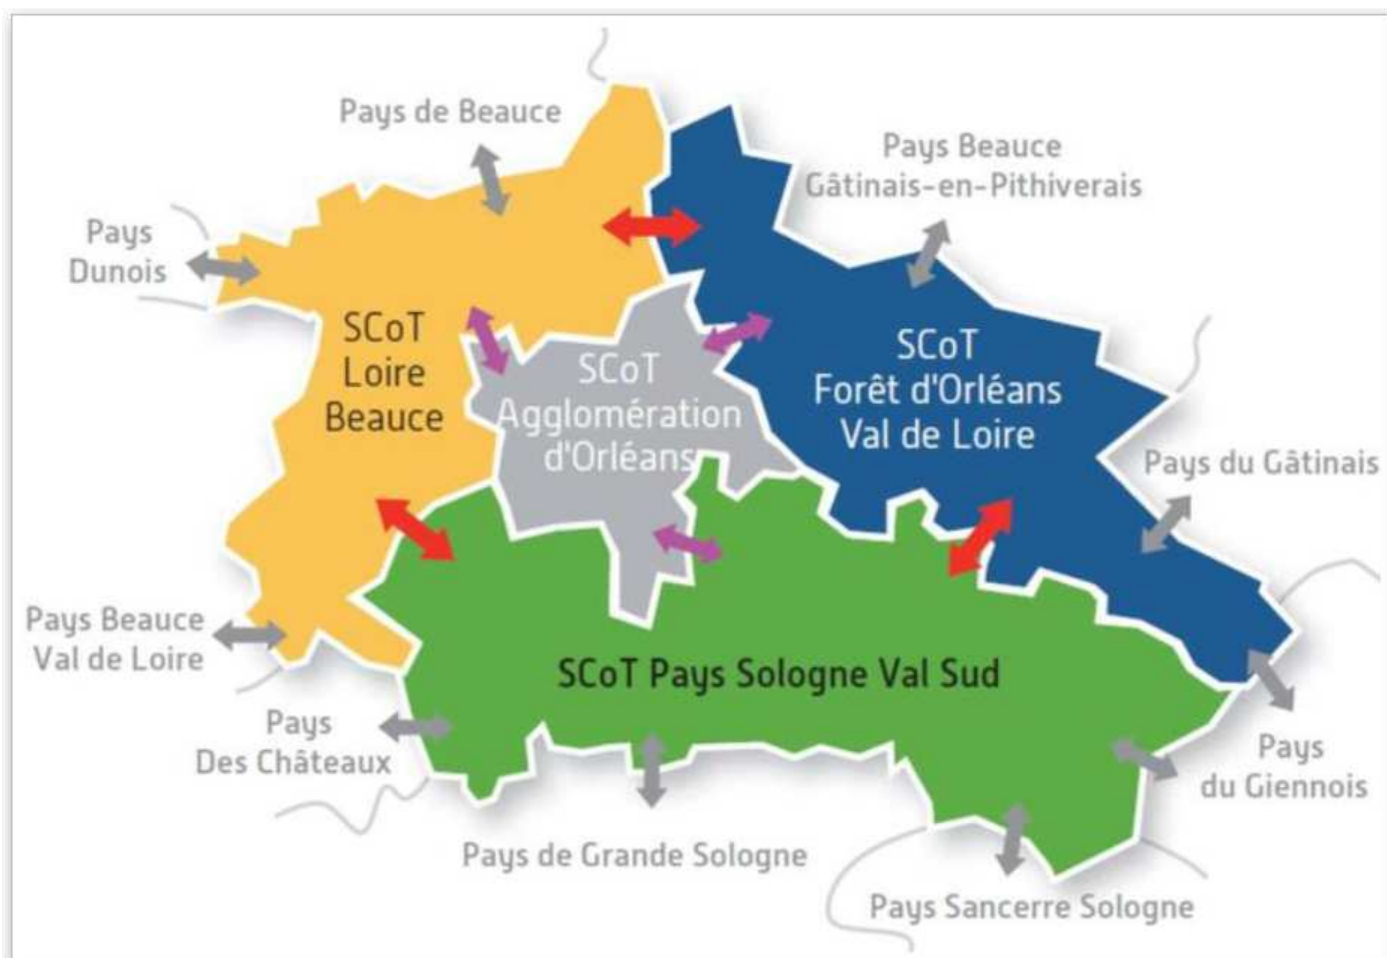 Pays de Beauce
Pays Beauce
Gâtinais-en-Pithiverais
Pays
Dunois
SCoT
Loire
Beauce
SCoT
Agglomération
d'Orléans
SCoT
Forêt d'Orléans
Val de Loire
Pays du Gâtinais
Pays Beauce
Val de Loire
SCoT Pays Sologne Val Sud
Pays
Des Châteaux
Pays
du Giennois
Pays de Grande Sologne
Pays Sancerre Sologne